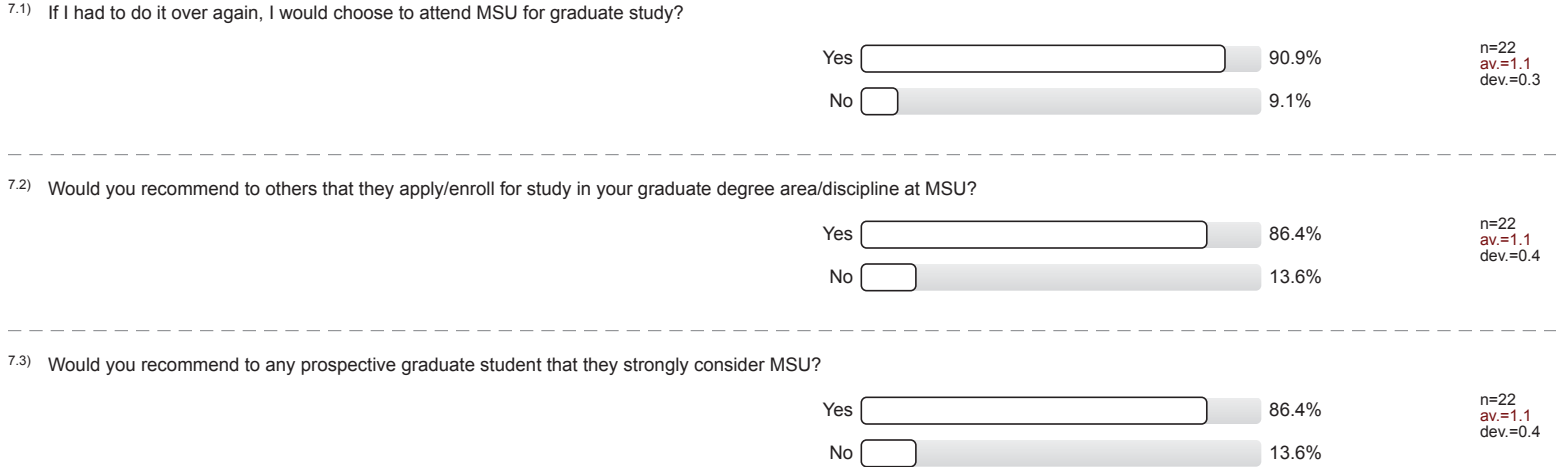 7.1) If I had to do it over again, I would choose to attend MSU for graduate study?
Yes 90.9%
No 9.1%
n=22
av.=1.1
dev.=0.3
7.2) Would you recommend to others that they apply/enroll for study in your graduate degree area/discipline at MSU?
Yes 86.4%
No 13.6%
n=22
av.=1.1
dev.=0.4
7.3) Would you recommend to any prospective graduate student that they strongly consider MSU?
Yes 86.4%
No 13.6%
n=22
av.=1.1
dev.=0.4